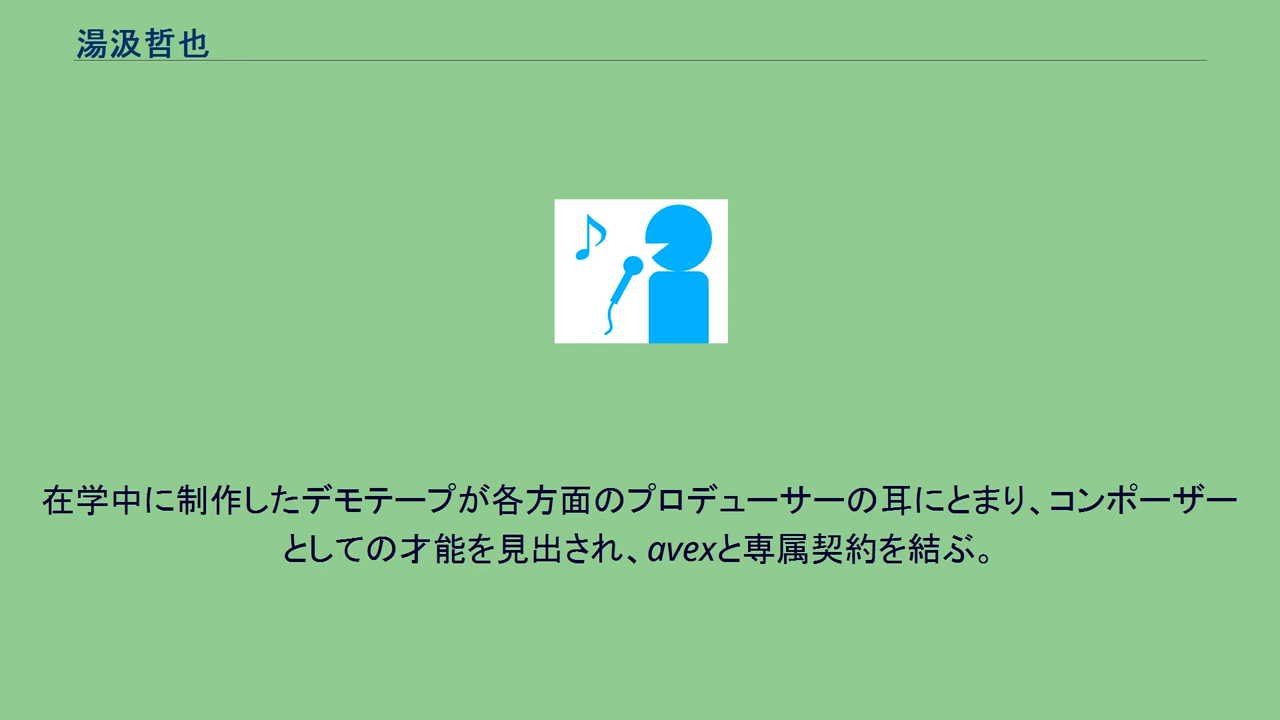 湯汲哲也
在学中に制作したデモテープが各方面のプロデューサーの耳にとまり、コンポーザー
としての才能を見出され、avexと専属契約を結ぶ。